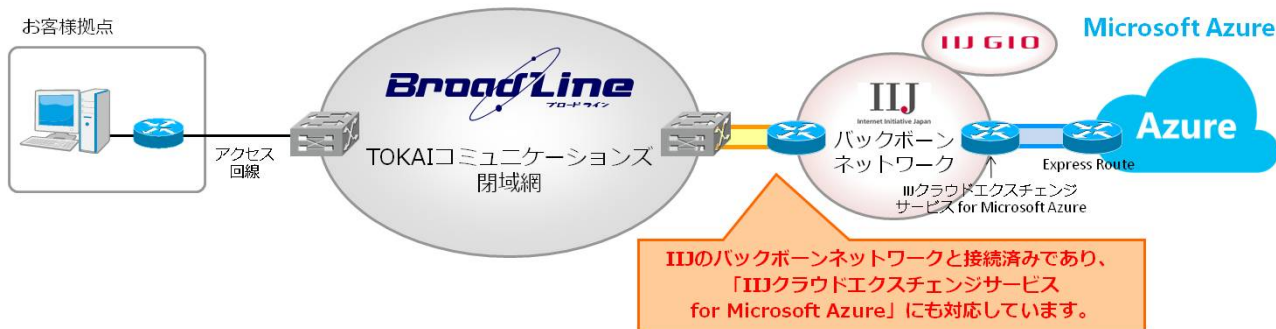 お客様拠点
アクセス
回線
BroadLine
ブロードライン
TOKAIコミュニケーションズ
閉域網
IIJ
Internet Initiative Japan
バックボーン
ネットワーク
IIJ GIO
Microsoft Azure
Azure
Express Route
IIJクラウドエクスチェンジ
サービス for Microsoft Azure
IIJのバックボーンネットワークと接続済みであり、
「IIJクラウドエクスチェンジサービス
for Microsoft Azure」にも対応しています。